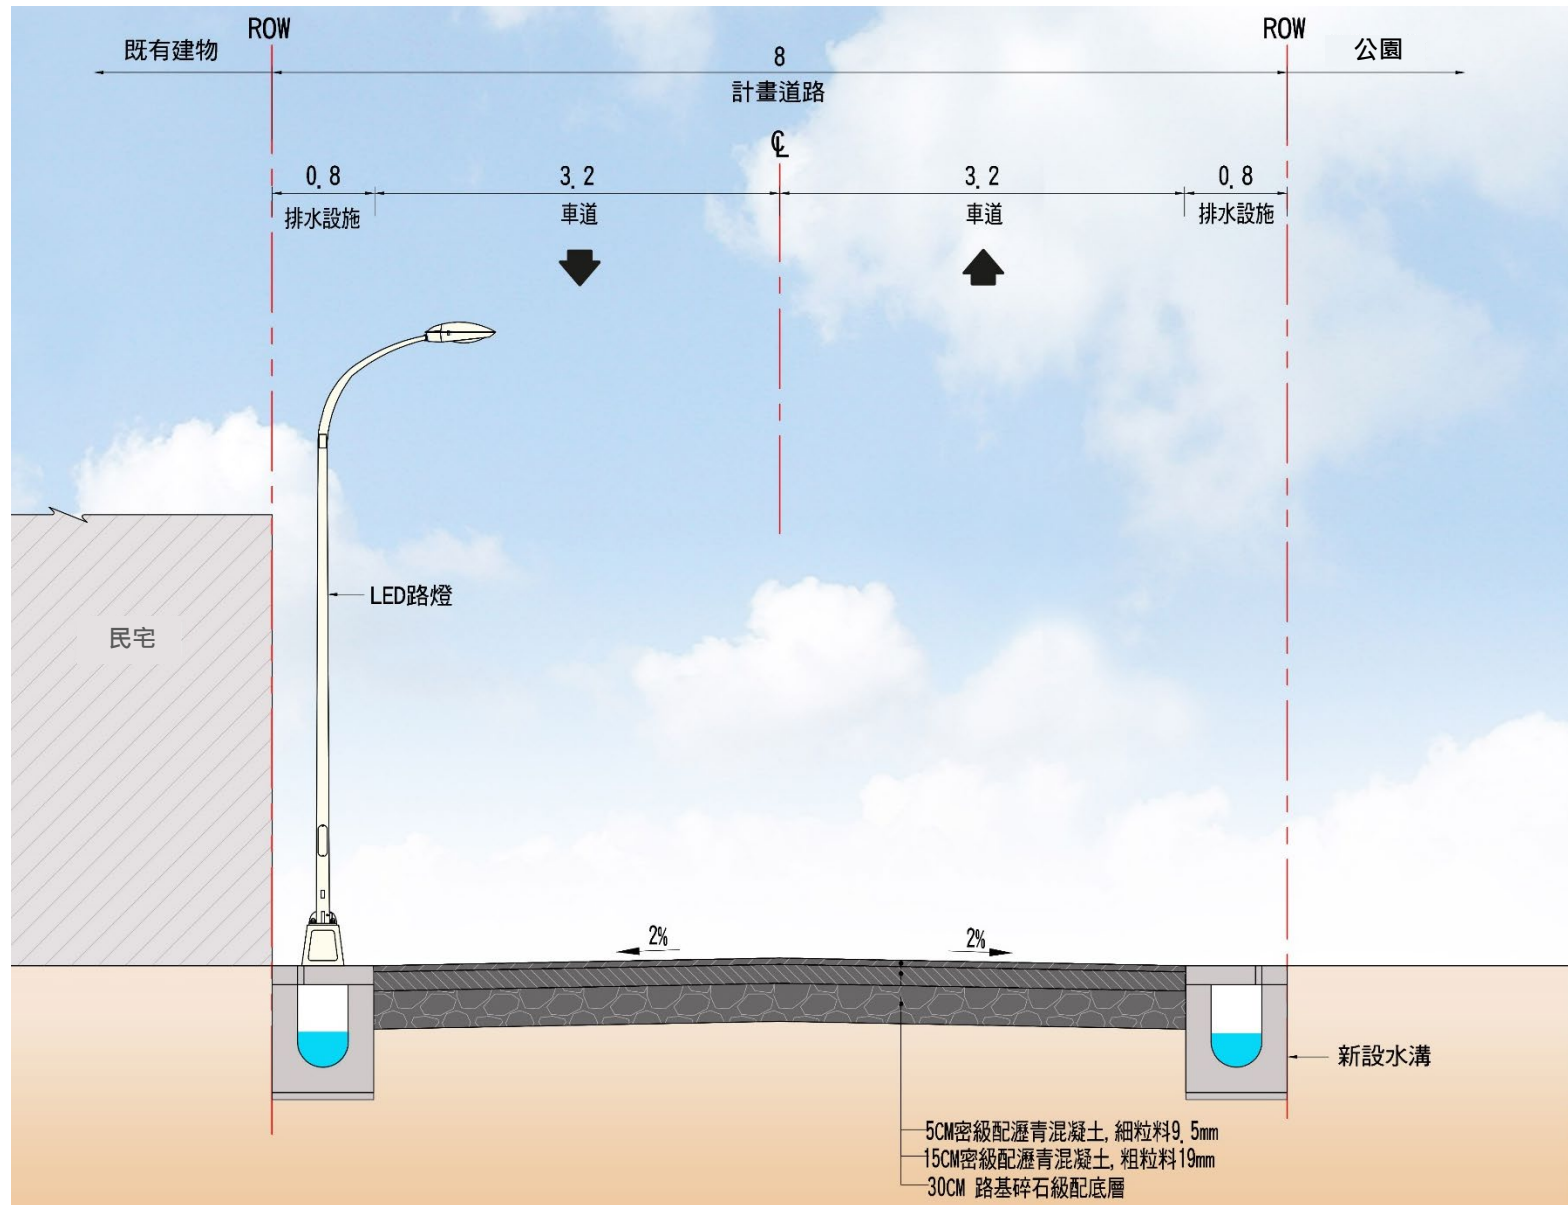 ROW
ROW
既有建物
8
公園
計畫道路
℄
0.8
3.2
3.2
0.8
排水設施
車道
車道
排水設施
LED路燈
民宅
2%
2%
新設水溝
5CM密級配瀝青混凝土,細粒料9.5mm
15CM密級配瀝青混凝土,粗粒料19mm
30CM 路基碎石級配底層